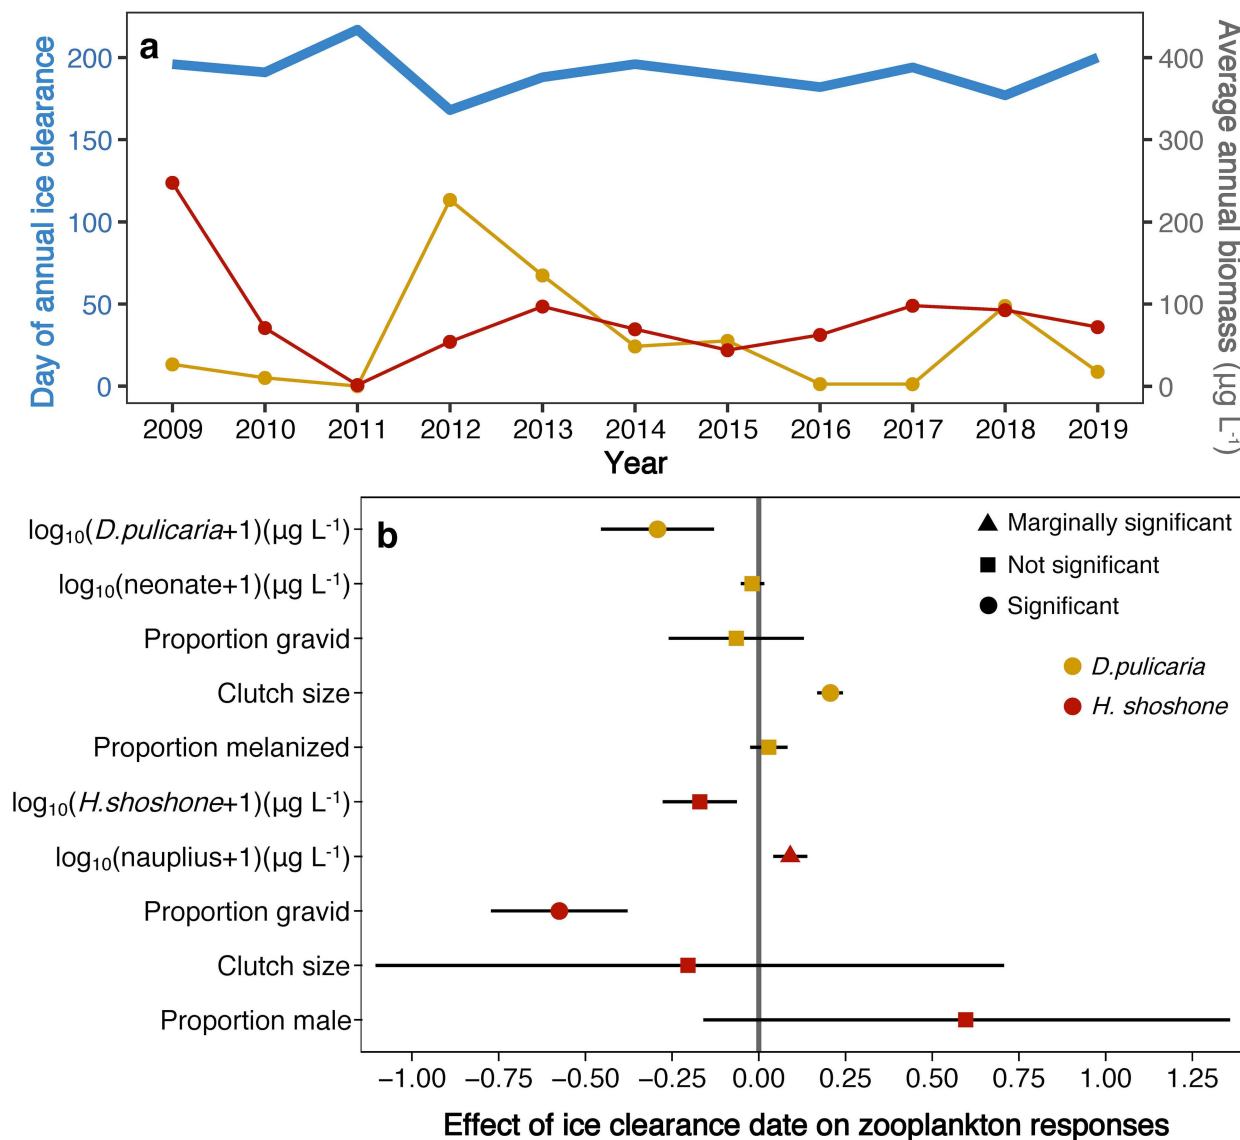 a
Day of annual ice clearance
200
150
100
50
0
400
300
200
100
0
Average annual biomass (µg L⁻¹)
2009 2010 2011 2012 2013 2014 2015 2016 2017 2018 2019
Year
b
log₁₀(D.pulicaria+1)(µg L⁻¹)
log₁₀(neonate+1)(µg L⁻¹)
Proportion gravid
Clutch size
Proportion melanized
log₁₀(H.shoshone+1)(µg L⁻¹)
log₁₀(nauplius+1)(µg L⁻¹)
Proportion gravid
Clutch size
Proportion male
Marginally significant
Not significant
Significant
D.pulicaria
H. shoshone
−1.00 −0.75 −0.50 −0.25 0.00 0.25 0.50 0.75 1.00 1.25
Effect of ice clearance date on zooplankton responses